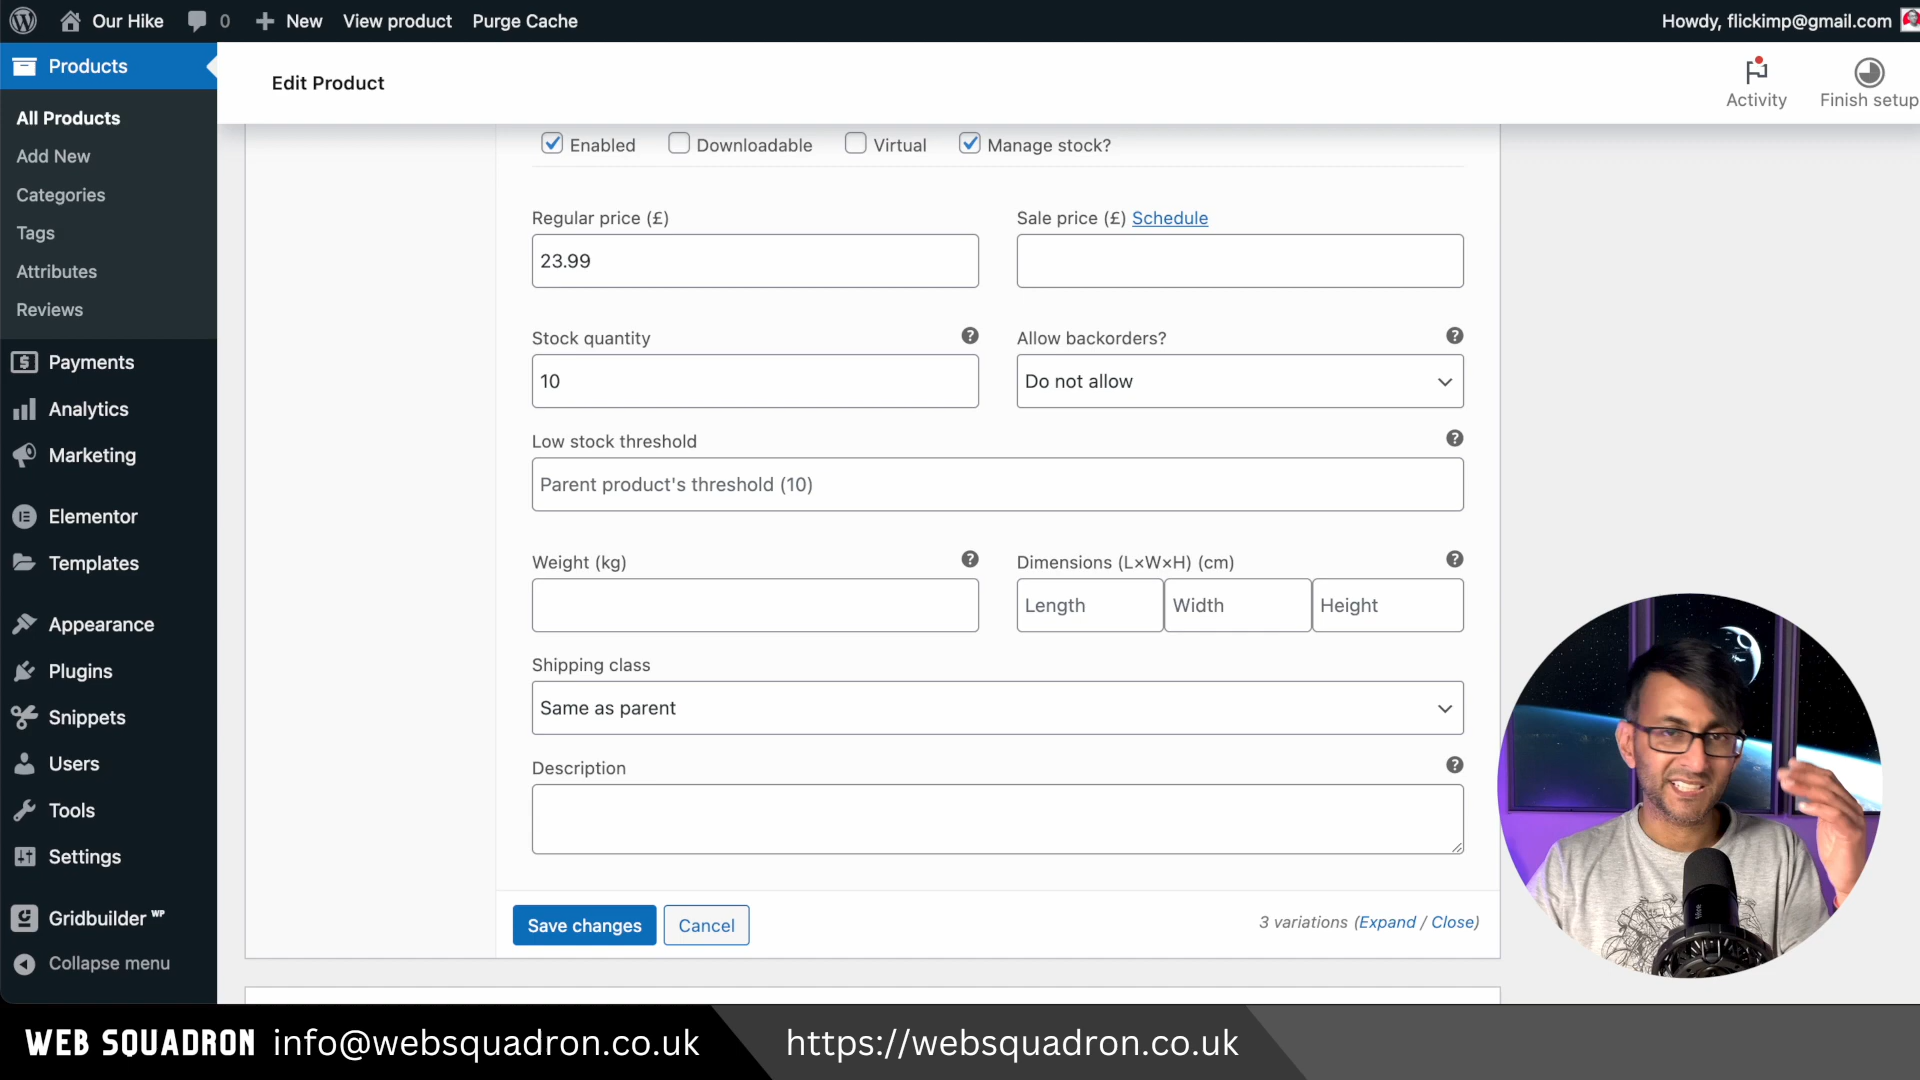 Our Hike 0 New View product Purge Cache Howdy, flickimp@gmail.com
Products
All Products
Add New
Categories
Tags
Attributes
Reviews
Payments
Analytics
Marketing
Elementor
Templates
Appearance
Plugins
Snippets
Users
Tools
Settings
Gridbuilder WP
Collapse menu
Edit Product
Activity
Finish setup
Enabled Downloadable Virtual Manage stock?
Regular price (£) Sale price (£) Schedule
23.99
Stock quantity Allow backorders?
10 Do not allow
Low stock threshold
Parent product's threshold (10)
Weight (kg) Dimensions (L×W×H) (cm)
Length Width Height
Shipping class
Same as parent
Description
Save changes Cancel 3 variations (Expand / Close)
WEB SQUADRON info@websquadron.co.uk https://websquadron.co.uk